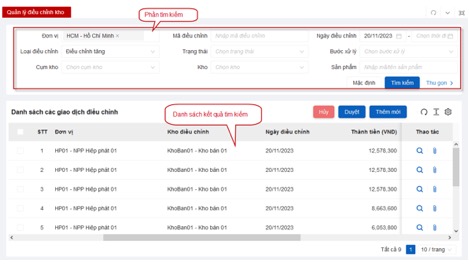 Quản lý điều chỉnh kho
Phần tìm kiếm
Đơn vị HCM - Hồ Chí Minh × Mã điều chỉnh Nhập mã điều chỉnh Ngày điều chỉnh 20/11/2023 - Chọn thời
Loại điều chỉnh Điều chỉnh tăng Trạng thái Chọn trạng thái Bước xử lý Chọn bước xử lý
Cụm kho Chọn cụm kho Kho Chọn kho Sản phẩm Nhập mã/tên sản phẩm
Mặc định Tìm kiếm Thu gọn
Danh sách các giao dịch điều chỉnh Danh sách kết quả tìm kiếm Hủy Duyệt Thêm mới
STT Đơn vị Kho điều chỉnh Ngày điều chỉnh Thành tiền (VND) Thao tác
1 HP01 - NPP Hiệp phát 01 KhoBan01 - Kho bán 01 20/11/2023 12,578,300
2 HP01 - NPP Hiệp phát 01 KhoBan01 - Kho bán 01 20/11/2023 12,578,300
3 HP01 - NPP Hiệp phát 01 KhoBan01 - Kho bán 01 20/11/2023 12,578,300
4 HP01 - NPP Hiệp phát 01 KhoBan01 - Kho bán 01 20/11/2023 8,663,600
5 HP01 - NPP Hiệp phát 01 KhoBan01 - Kho bán 01 20/11/2023 6,053,800
Tất cả 9 1 10 / trang